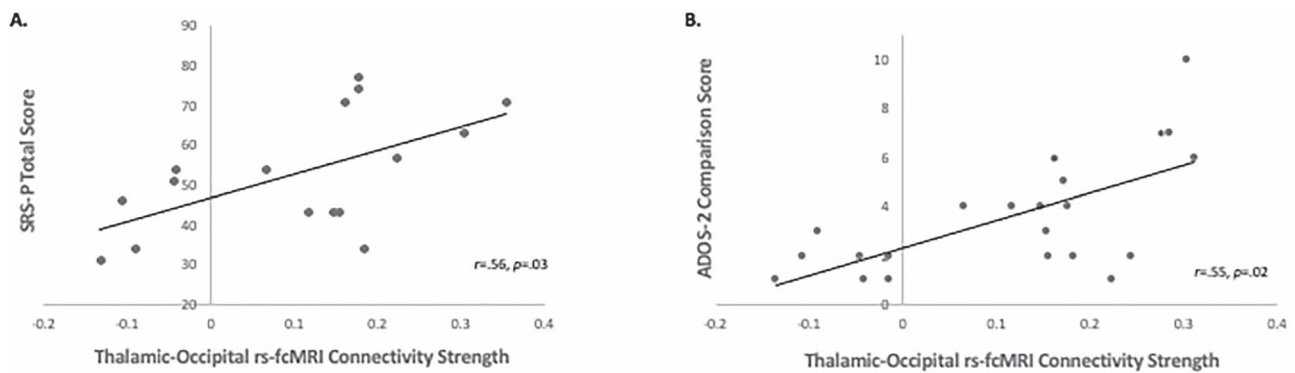 A.
90
80
70
60
50
40
30
20
SRS-P Total Score
-0.2 -0.1 0 0.1 0.2 0.3 0.4
Thalamic-Occipital rs-fcMRI Connectivity Strength
r=.56, p=.03
B.
10
8
6
4
2
0
ADOS-2 Comparison Score
-0.2 -0.1 0 0.1 0.2 0.3 0.4
Thalamic-Occipital rs-fcMRI Connectivity Strength
r=.55, p=.02